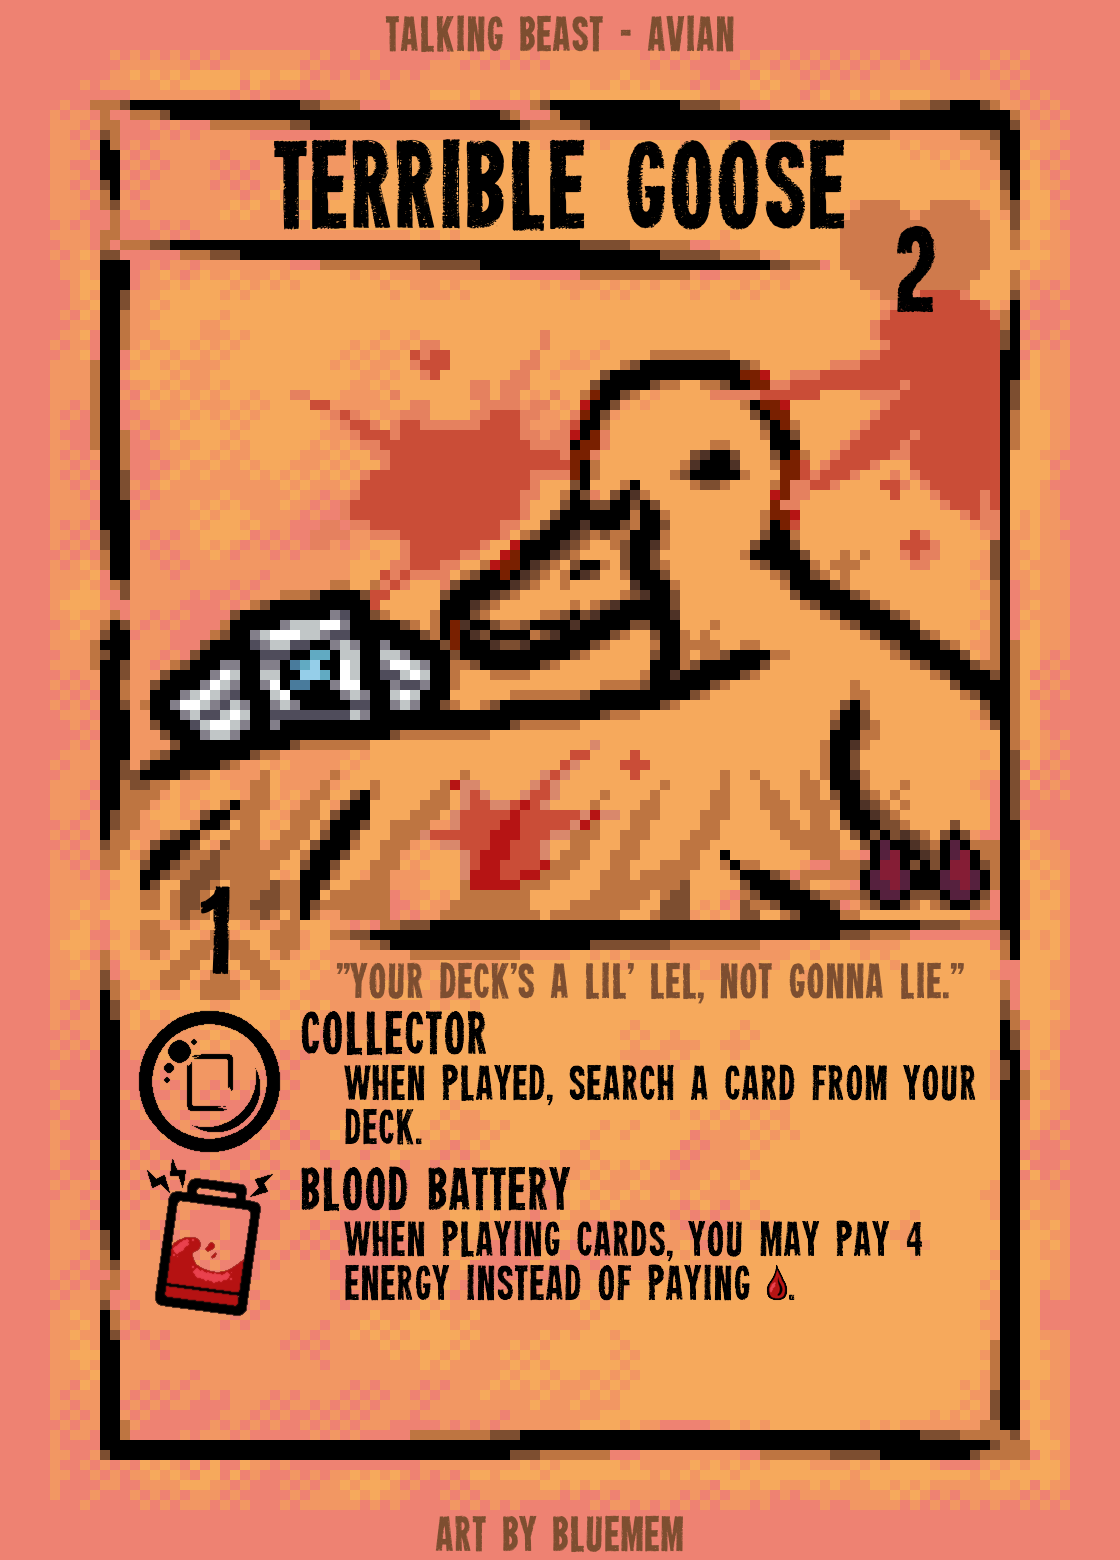 TALKING BEAST - AVIAN
TERRIBLE GOOSE
2
1
"YOUR DECK'S A LIL' LEL, NOT GONNA LIE."
COLLECTOR
WHEN PLAYED, SEARCH A CARD FROM YOUR
DECK.
BLOOD BATTERY
WHEN PLAYING CARDS, YOU MAY PAY 4
ENERGY INSTEAD OF PAYING .
ART BY BLUEMEM